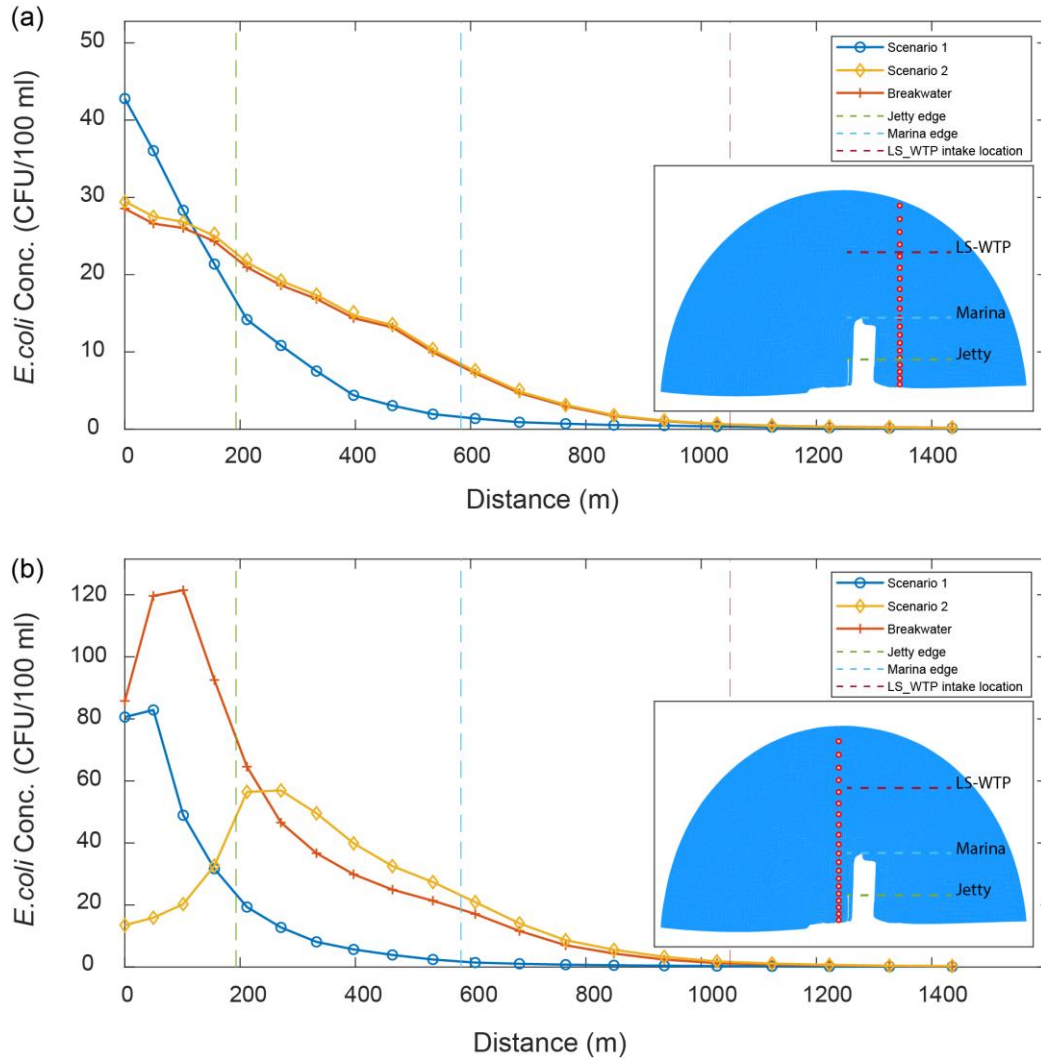 (a)
50
40
30
20
10
0
E.coli Conc. (CFU/100 ml)
Scenario 1
Scenario 2
Breakwater
Jetty edge
Marina edge
LS_WTP intake location
LS-WTP
Marina
Jetty
0 200 400 600 800 1000 1200 1400
Distance (m)
(b)
120
100
80
60
40
20
0
E.coli Conc. (CFU/100 ml)
Scenario 1
Scenario 2
Breakwater
Jetty edge
Marina edge
LS_WTP intake location
LS-WTP
Marina
Jetty
0 200 400 600 800 1000 1200 1400
Distance (m)